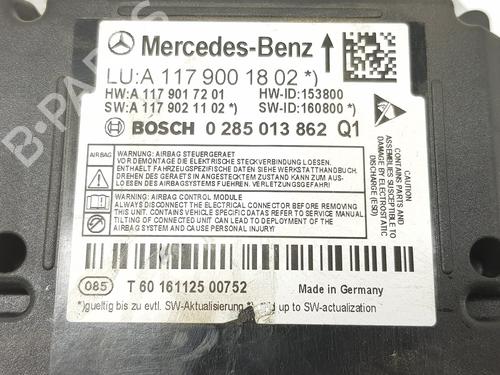 Mercedes-Benz
LU:A 117 900 18 02 *)
HW:A 117 901 72 01 HW-ID:153800
SW:A 117 902 11 02 *) SW-ID:160800 *)
BOSCH 0 285 013 862 Q1
AIRBAG
WARNUNG: AIRBAG STEUERGERAET
VOR DEMONTAGE DIE ELEKTRISCHE STECKVERBINDUNG LOESEN.
ENTHAELT FAHRZEUGSPEZIFISCHE DATEN SIEHE WERKSTATTHANDBUCH
DREHEN DES GERAETS IN ANGESTECKTEM ZUSTAND KANN ZUM AUS-
LOESEN DES AIRBAGSYSTEMS FUEHREN. VERLETZUNGSGEFAHR!
WARNING: AIRBAG CONTROL MODULE
ALWAYS DISCONNECT THE ELECTRICAL CONNECTOR BEFORE REMOVING
THIS UNIT. CONTAINS VEHICLE SPECIFIC DATAS REFER TO SERVICE MANUAL
TILTING OF CONNECTED UNIT CAN LEAD TO DEPLOYMENT OF THE
AIRBAG SYSTEM AND CAUSE BODILY INJURY!
CAUTION:
CONTAINS PARTS AND
ASSEMBLIES SUSCEPTIBLE TO
DAMAGE BY ELECTROSTATIC
DISCHARGE (ESD)
085 T 60 161125 00752 Made in Germany
*)gueltig bis zu evtl. SW-Aktualisierung / valid up to SW-actualization
B-PARTS